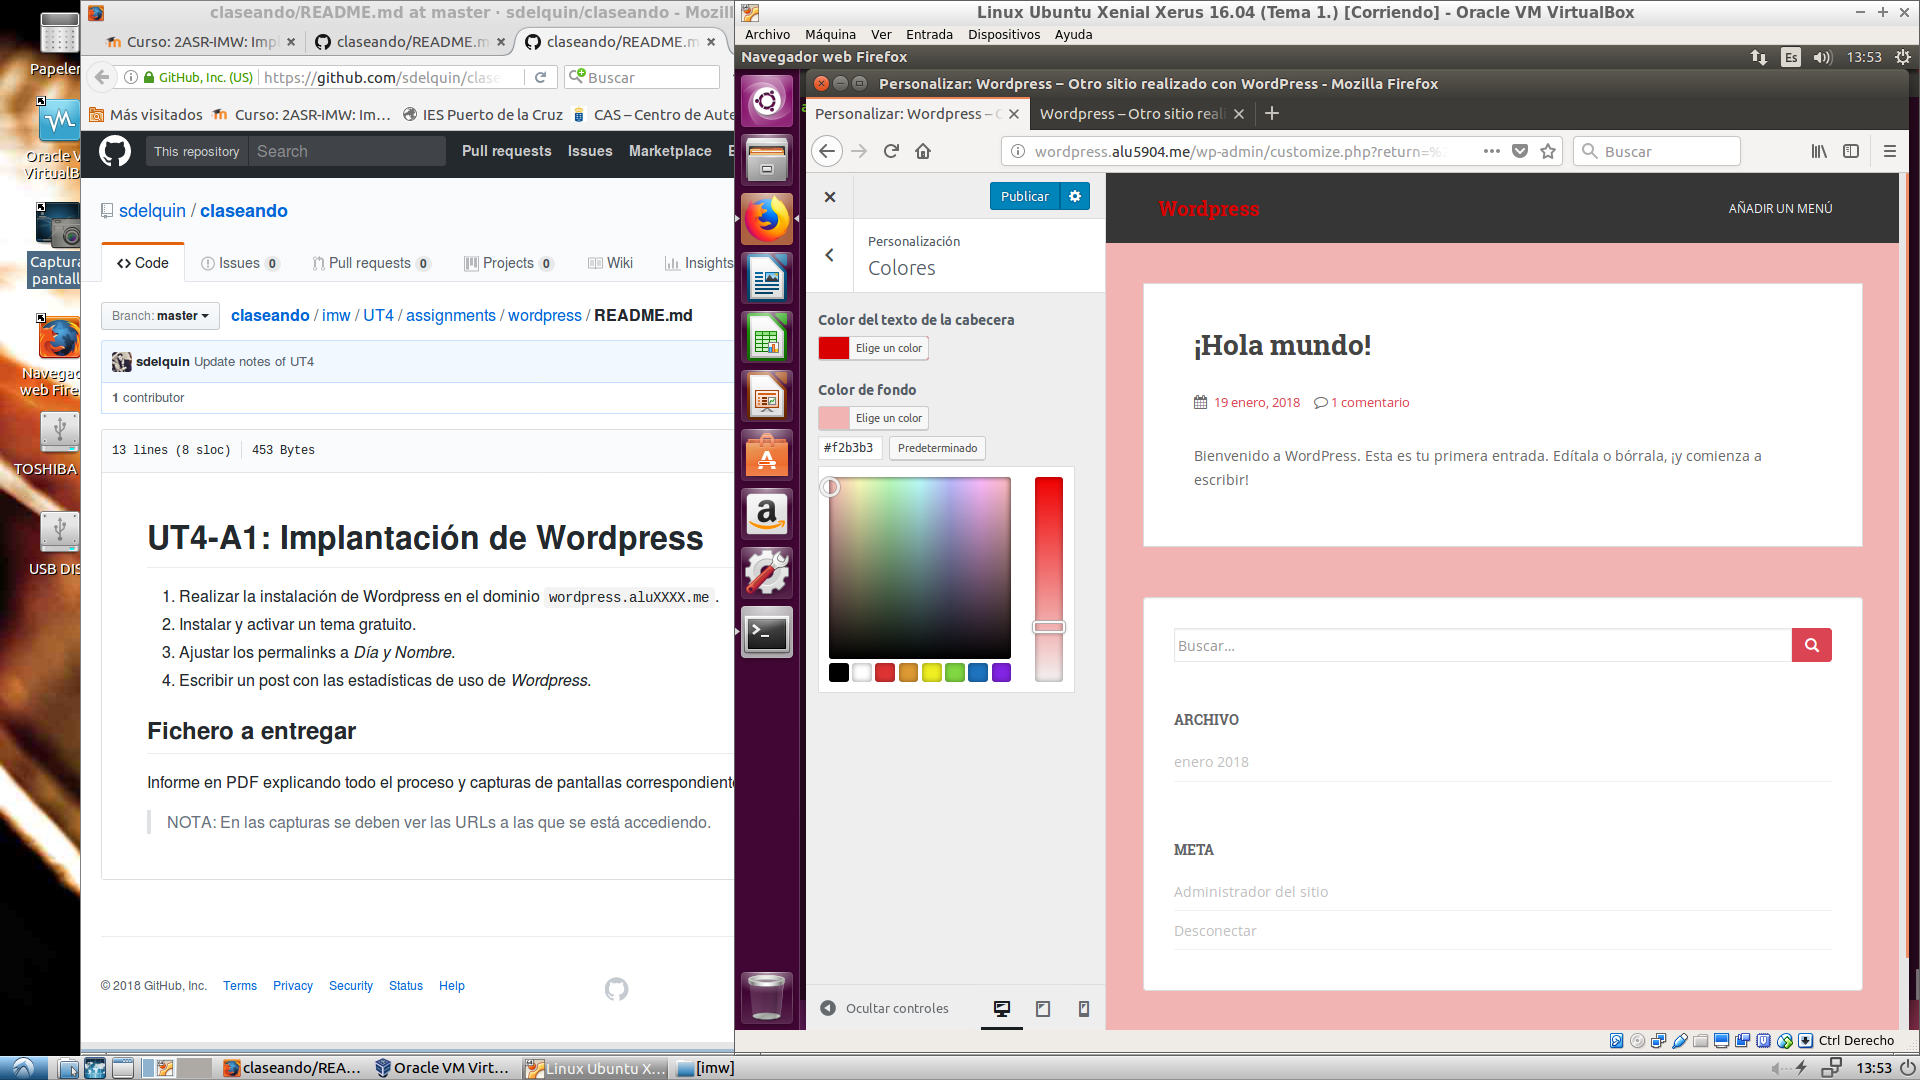 Papeler
Oracle V
VirtualB
Captura
pantall
Navegad
web Fire
TOSHIBA
USB DIS
claseando/README.md at master · sdelquin/claseando - Mozill
Curso: 2ASR-IMW: Impl
claseando/README.m
claseando/README.m
GitHub, Inc. (US)
https://github.com/sdelquin/clase
Buscar
Más visitados
Curso: 2ASR-IMW: Im...
IES Puerto de la Cruz
CAS – Centro de Aute
This repository
Search
Pull requests
Issues
Marketplace
E
sdelquin / claseando
Code
Issues 0
Pull requests 0
Projects 0
Wiki
Insights
Branch: master
claseando / imw / UT4 / assignments / wordpress / README.md
sdelquin Update notes of UT4
1 contributor
13 lines (8 sloc)
453 Bytes
UT4-A1: Implantación de Wordpress
1. Realizar la instalación de Wordpress en el dominio wordpress.aluXXXX.me .
2. Instalar y activar un tema gratuito.
3. Ajustar los permalinks a Día y Nombre.
4. Escribir un post con las estadísticas de uso de Wordpress.
Fichero a entregar
Informe en PDF explicando todo el proceso y capturas de pantallas correspondiente
NOTA: En las capturas se deben ver las URLs a las que se está accediendo.
© 2018 GitHub, Inc.
Terms
Privacy
Security
Status
Help
Linux Ubuntu Xenial Xerus 16.04 (Tema 1.) [Corriendo] - Oracle VM VirtualBox
Archivo
Máquina
Ver
Entrada
Dispositivos
Ayuda
Navegador web Firefox
Es
13:53
Personalizar: Wordpress – Otro sitio realizado con WordPress - Mozilla Firefox
Personalizar: Wordpress –
Wordpress – Otro sitio real
wordpress.alu5904.me/wp-admin/customize.php?return=%
Buscar
Publicar
Personalización
Colores
Color del texto de la cabecera
Elige un color
Color de fondo
Elige un color
#f2b3b3
Predeterminado
Ocultar controles
Wordpress
AÑADIR UN MENÚ
¡Hola mundo!
19 enero, 2018
1 comentario
Bienvenido a WordPress. Esta es tu primera entrada. Edítala o bórrala, ¡y comienza a
escribir!
Buscar...
ARCHIVO
enero 2018
META
Administrador del sitio
Desconectar
Ctrl Derecho
claseando/REA...
Oracle VM Virt...
Linux Ubuntu X...
[imw]
13:53